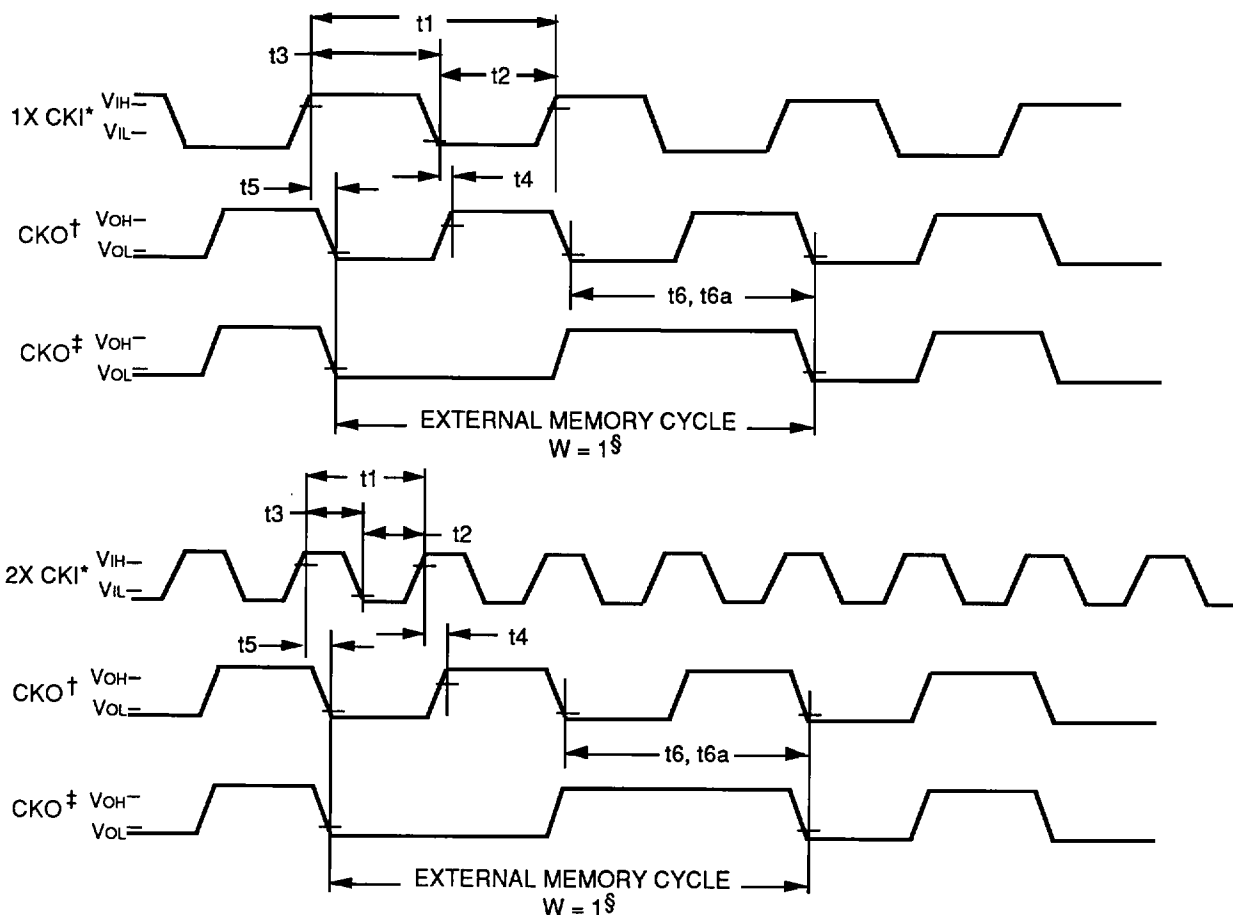 t1
t3
t2
1X CKI*
VIH
VIL
t5
t4
CKO†
VOH
VOL
t6, t6a
CKO‡
VOH
VOL
EXTERNAL MEMORY CYCLE
W = 1§
t1
t3
t2
2X CKI*
VIH
VIL
t5
t4
CKO†
VOH
VOL
t6, t6a
CKO‡
VOH
VOL
EXTERNAL MEMORY CYCLE
W = 1§